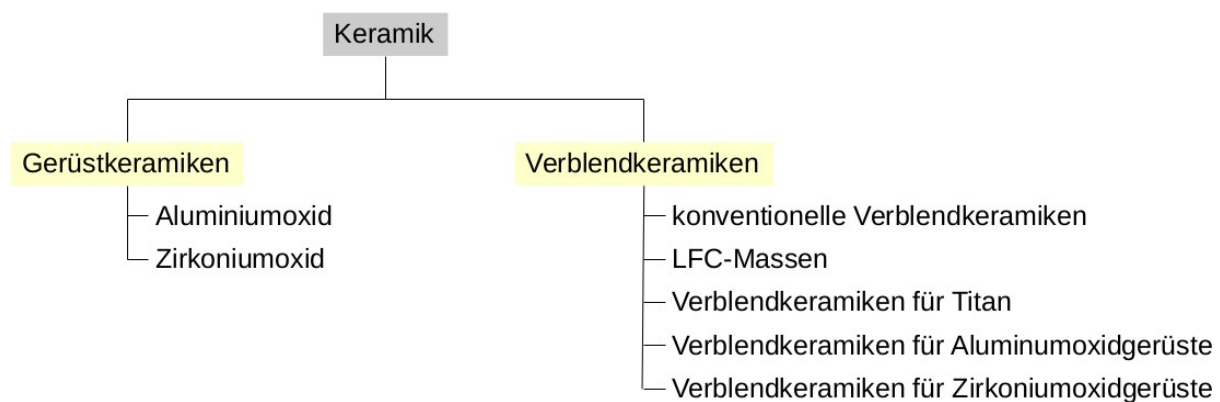 Keramik
Gerüstkeramiken
Aluminiumoxid
Zirkoniumoxid
Verblendkeramiken
konventionelle Verblendkeramiken
LFC-Massen
Verblendkeramiken für Titan
Verblendkeramiken für Aluminumoxidgerüste
Verblendkeramiken für Zirkoniumoxidgerüste